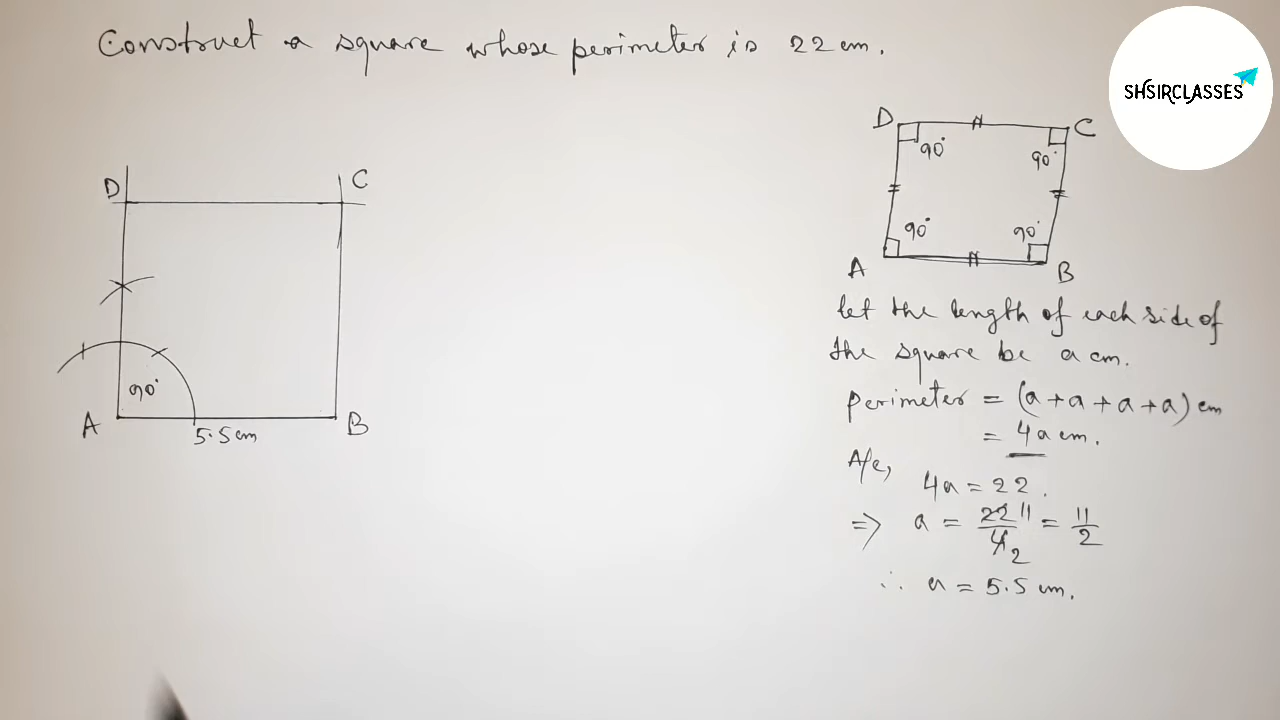 Construct a square whose perimeter is 22 cm.
SHSIRCLASSES
D C
90° 90°
90° 90°
A B
D C
90°
A B
5.5 cm
let the length of each side of
the square be a cm.
perimeter = (a + a + a + a) cm
= 4a cm.
A/c,
4a = 22.
⇒ a = 22/4 11 2 = 11/2
∴ a = 5.5 cm.